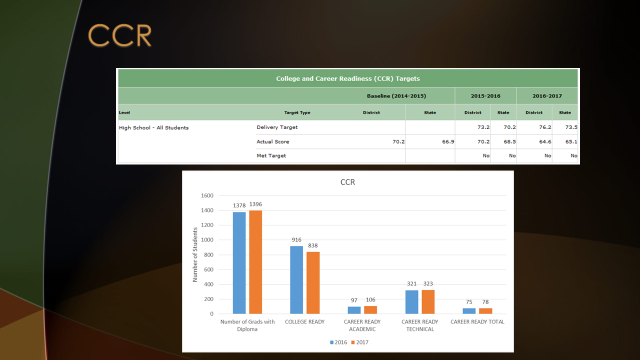 CCR
College and Career Readiness (CCR) Targets
Baseline (2014-2015) 2015-2016 2016-2017
Level Target Type District State District State District State
High School - All Students Delivery Target 73.2 70.2 76.2 73.5
Actual Score 70.2 66.9 70.2 68.5 64.6 65.1
Met Target No No No No
CCR
Number of Students
1600
1400
1200
1000
800
600
400
200
0
1378 1396
916 838
97 106
321 323
75 78
Number of Grads with Diploma
COLLEGE READY
CAREER READY ACADEMIC
CAREER READY TECHNICAL
CAREER READY TOTAL
2016 2017